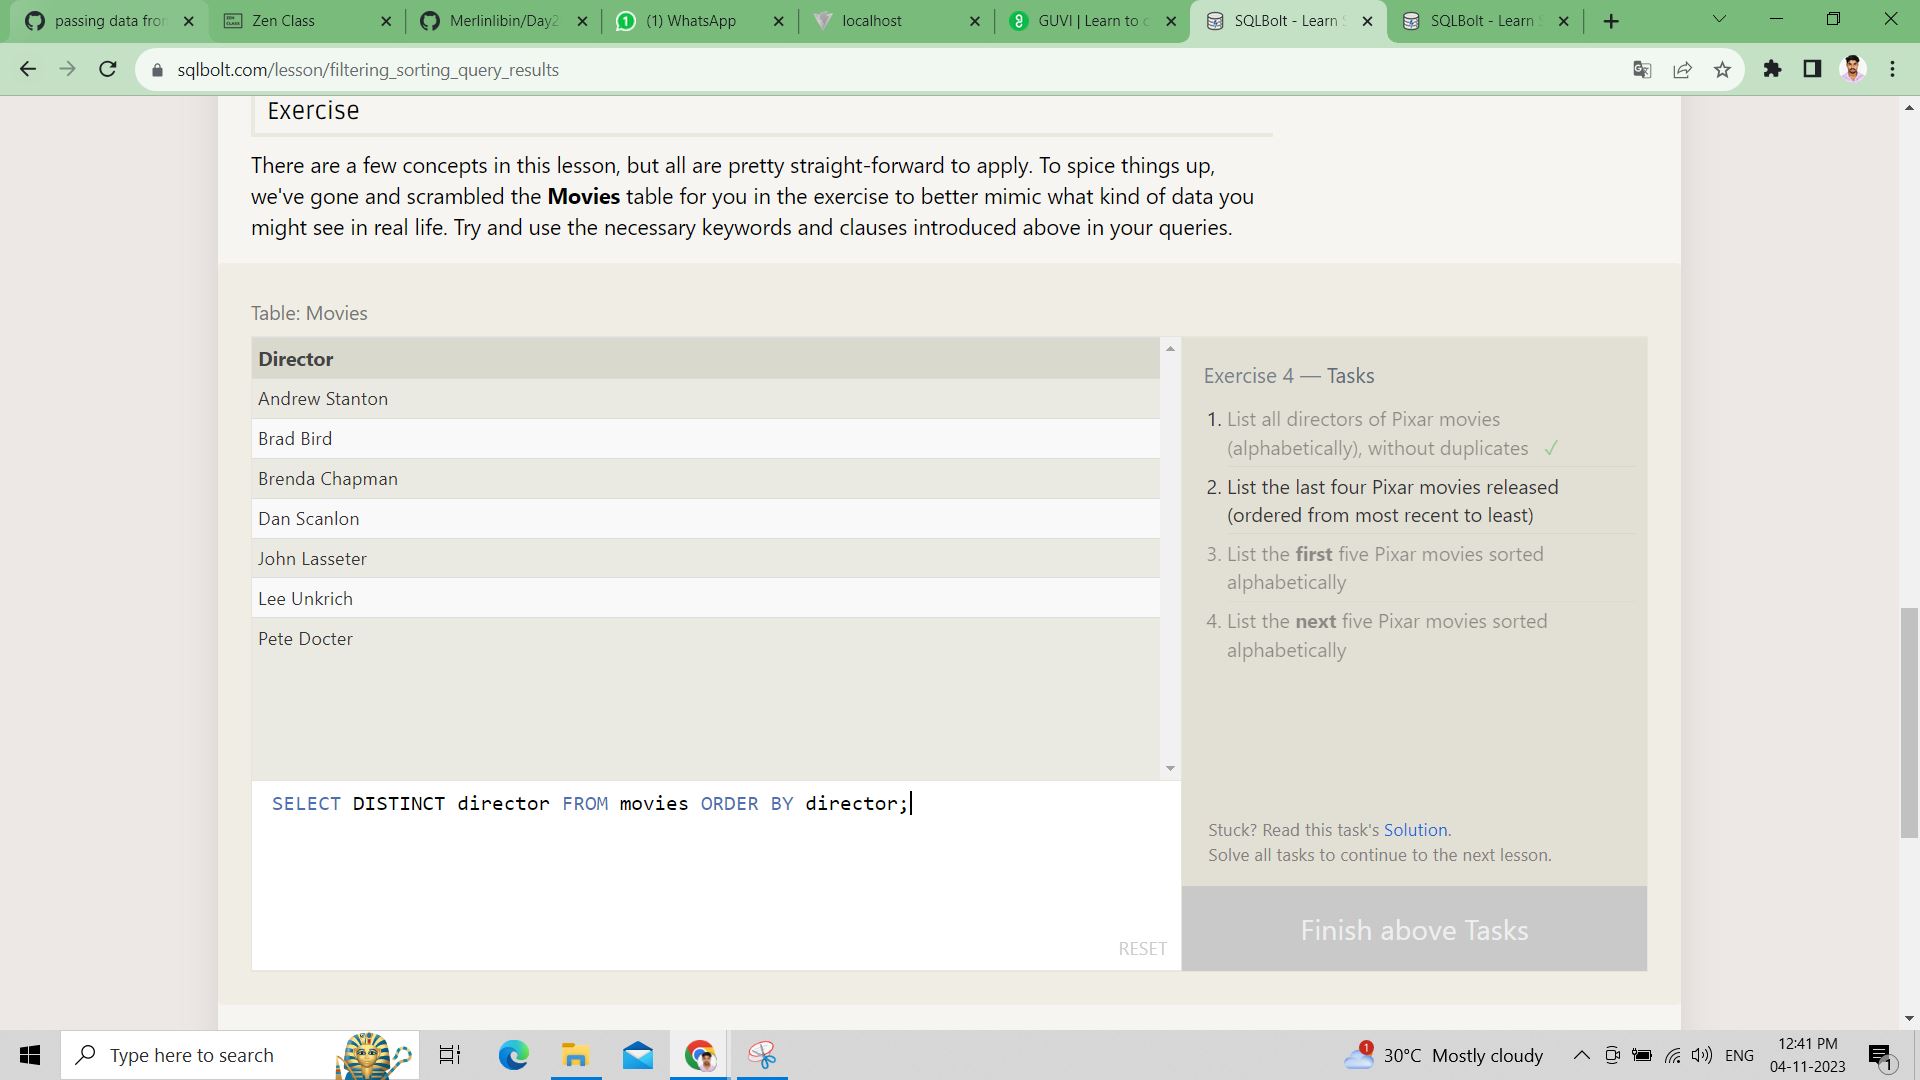 passing data fron
Zen Class
Merlinlibin/Day2
(1) WhatsApp
localhost
GUVI | Learn to c
SQLBolt - Learn S
SQLBolt - Learn S
sqlbolt.com/lesson/filtering_sorting_query_results
Exercise
There are a few concepts in this lesson, but all are pretty straight-forward to apply. To spice things up,
we've gone and scrambled the Movies table for you in the exercise to better mimic what kind of data you
might see in real life. Try and use the necessary keywords and clauses introduced above in your queries.
Table: Movies
Director
Andrew Stanton
Brad Bird
Brenda Chapman
Dan Scanlon
John Lasseter
Lee Unkrich
Pete Docter
SELECT DISTINCT director FROM movies ORDER BY director;
RESET
Exercise 4 — Tasks
1. List all directors of Pixar movies
(alphabetically), without duplicates ✓
2. List the last four Pixar movies released
(ordered from most recent to least)
3. List the first five Pixar movies sorted
alphabetically
4. List the next five Pixar movies sorted
alphabetically
Stuck? Read this task's Solution.
Solve all tasks to continue to the next lesson.
Finish above Tasks
Type here to search
1
30°C Mostly cloudy
ENG
12:41 PM
04-11-2023
1